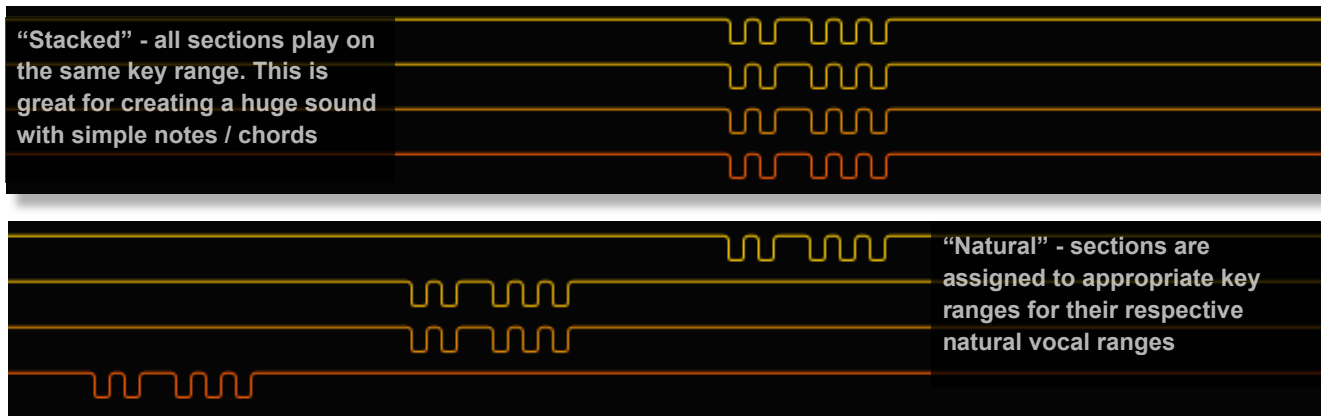 “Stacked” - all sections play on
the same key range. This is
great for creating a huge sound
with simple notes / chords
“Natural” - sections are
assigned to appropriate key
ranges for their respective
natural vocal ranges